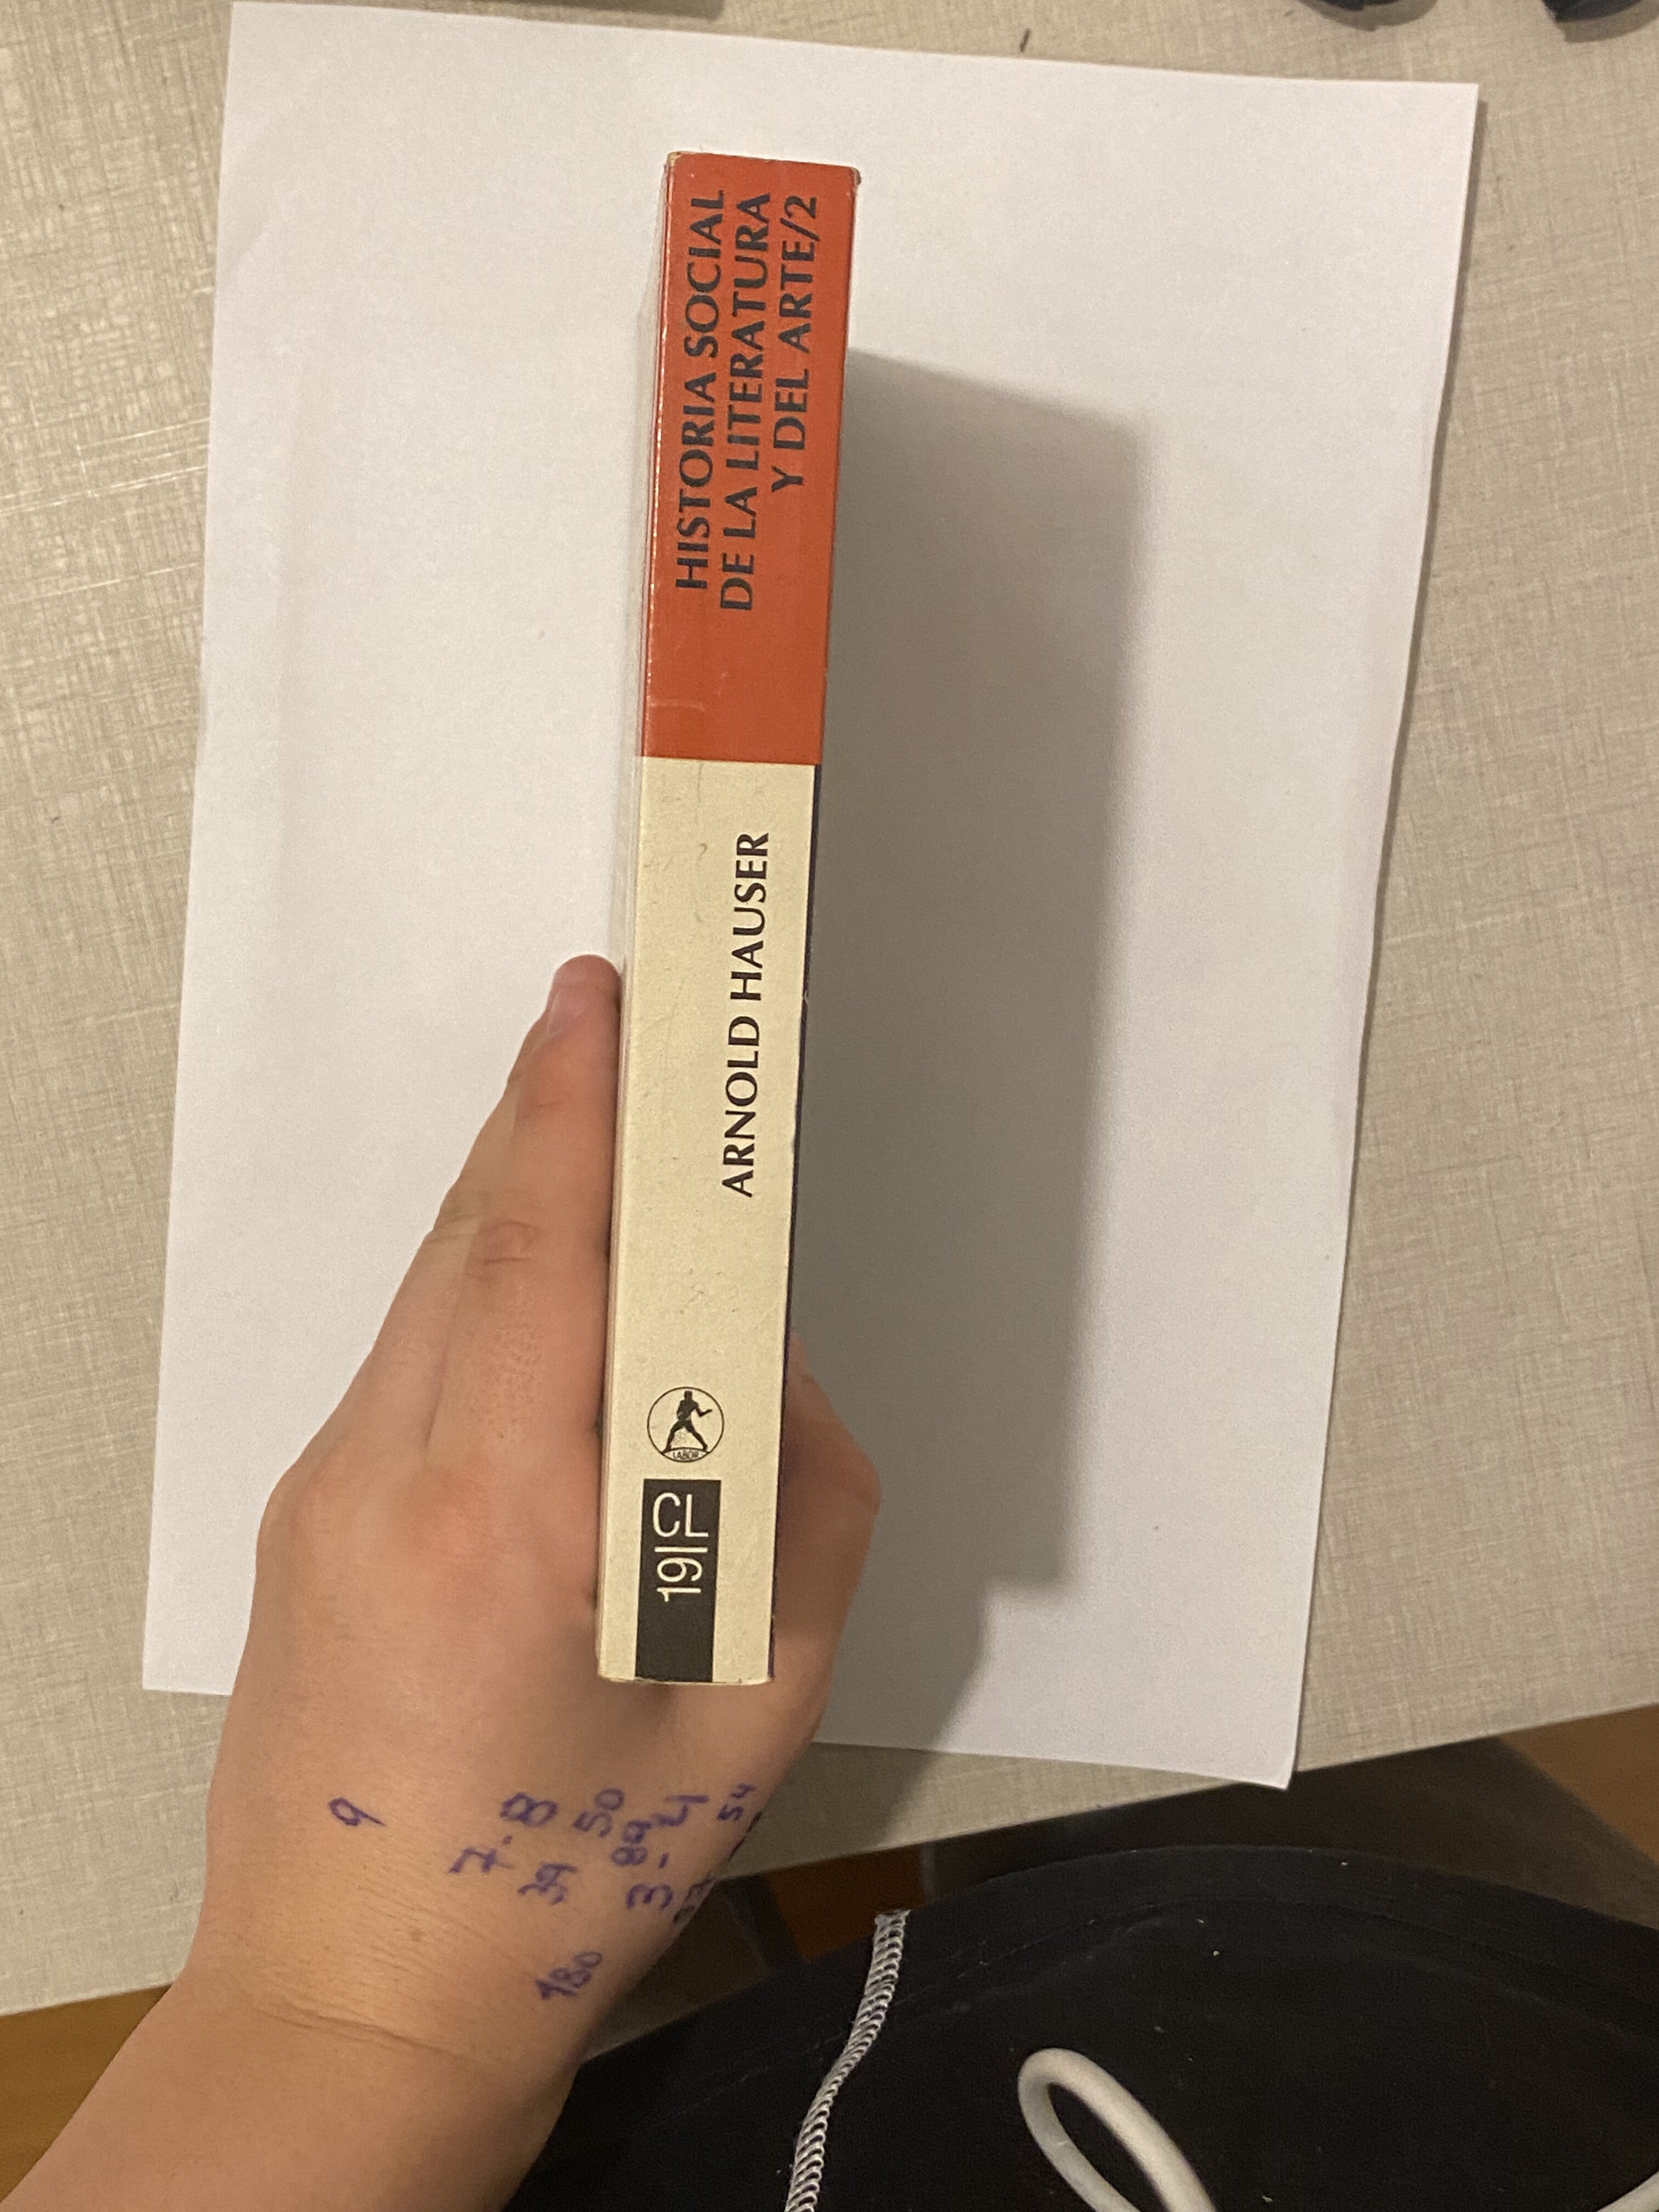 HISTORIA SOCIAL
DE LA LITERATURA
Y DEL ARTE/2
ARNOLD HAUSER
LABOR
19|CL
9
7.8
39
50
89
3-21
54
180